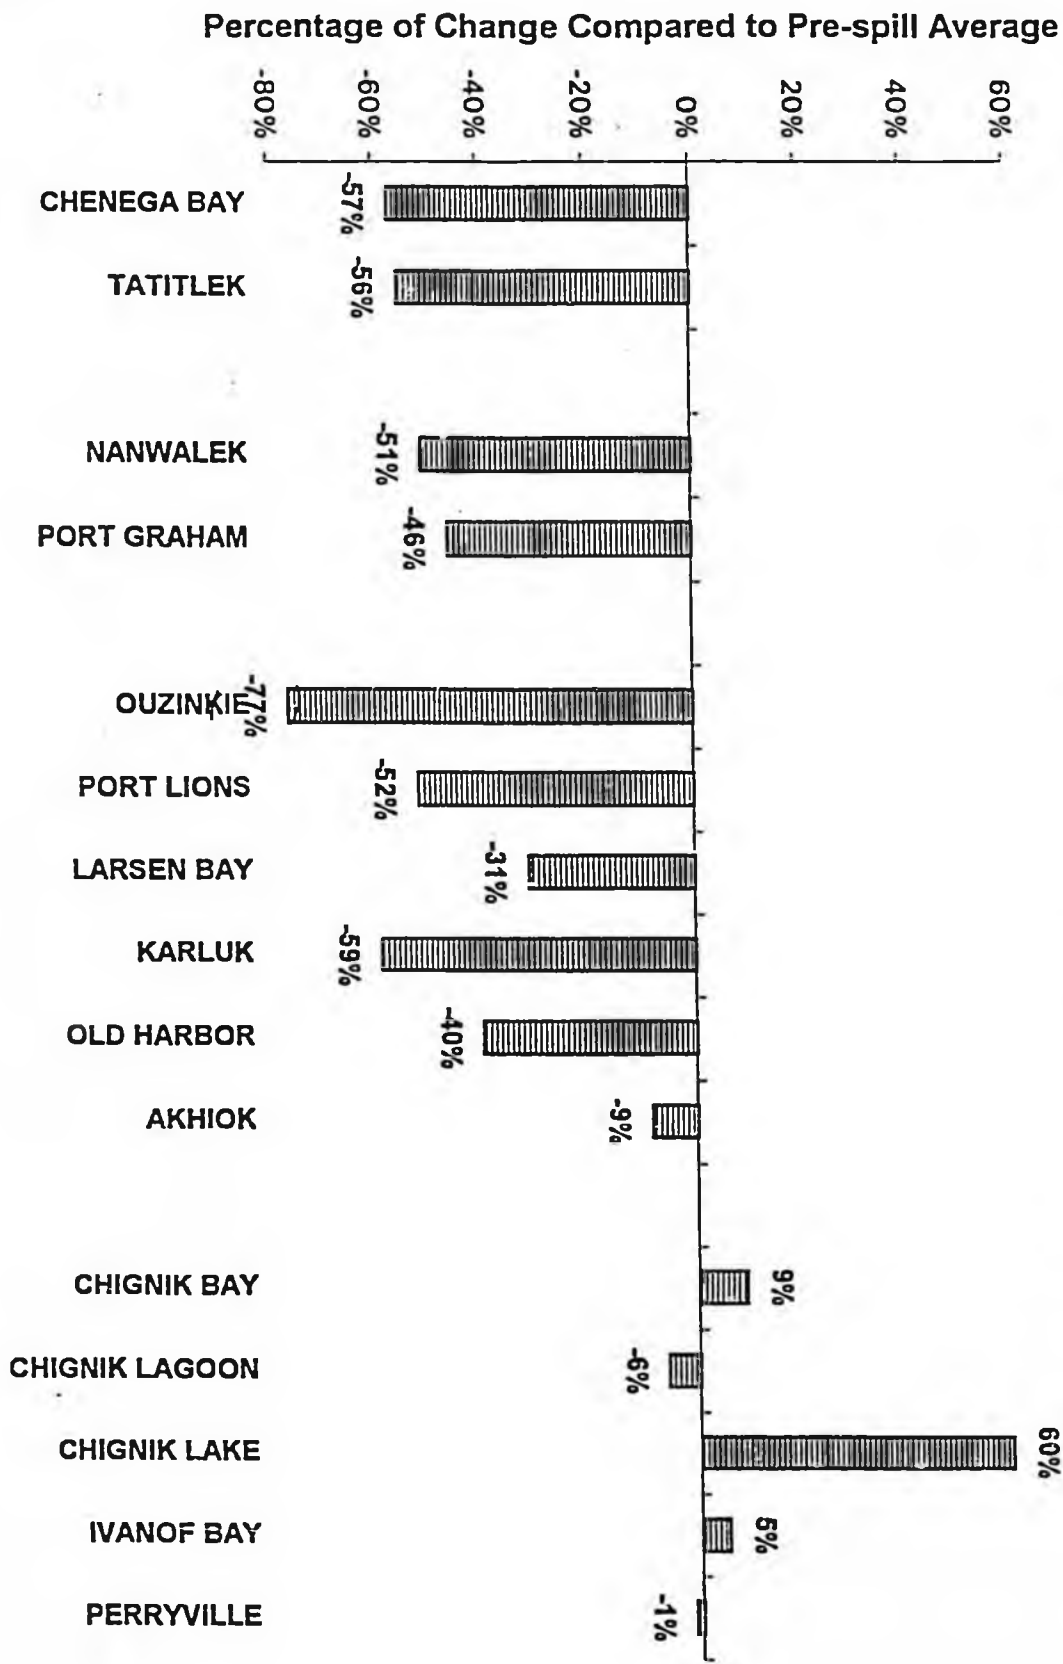 Percentage of Change Compared to Pre-spill Average
-80%
-60%
-40%
-20%
0%
20%
40%
60%
CHENEGA BAY
-57%
TATITLEK
-56%
NANWALEK
-51%
PORT GRAHAM
-46%
OUZINKIE
-77%
PORT LIONS
-52%
LARSEN BAY
-31%
KARLUK
-59%
OLD HARBOR
-40%
AKHIOK
-9%
CHIGNIK BAY
9%
CHIGNIK LAGOON
-6%
CHIGNIK LAKE
60%
IVANOF BAY
5%
PERRYVILLE
-1%